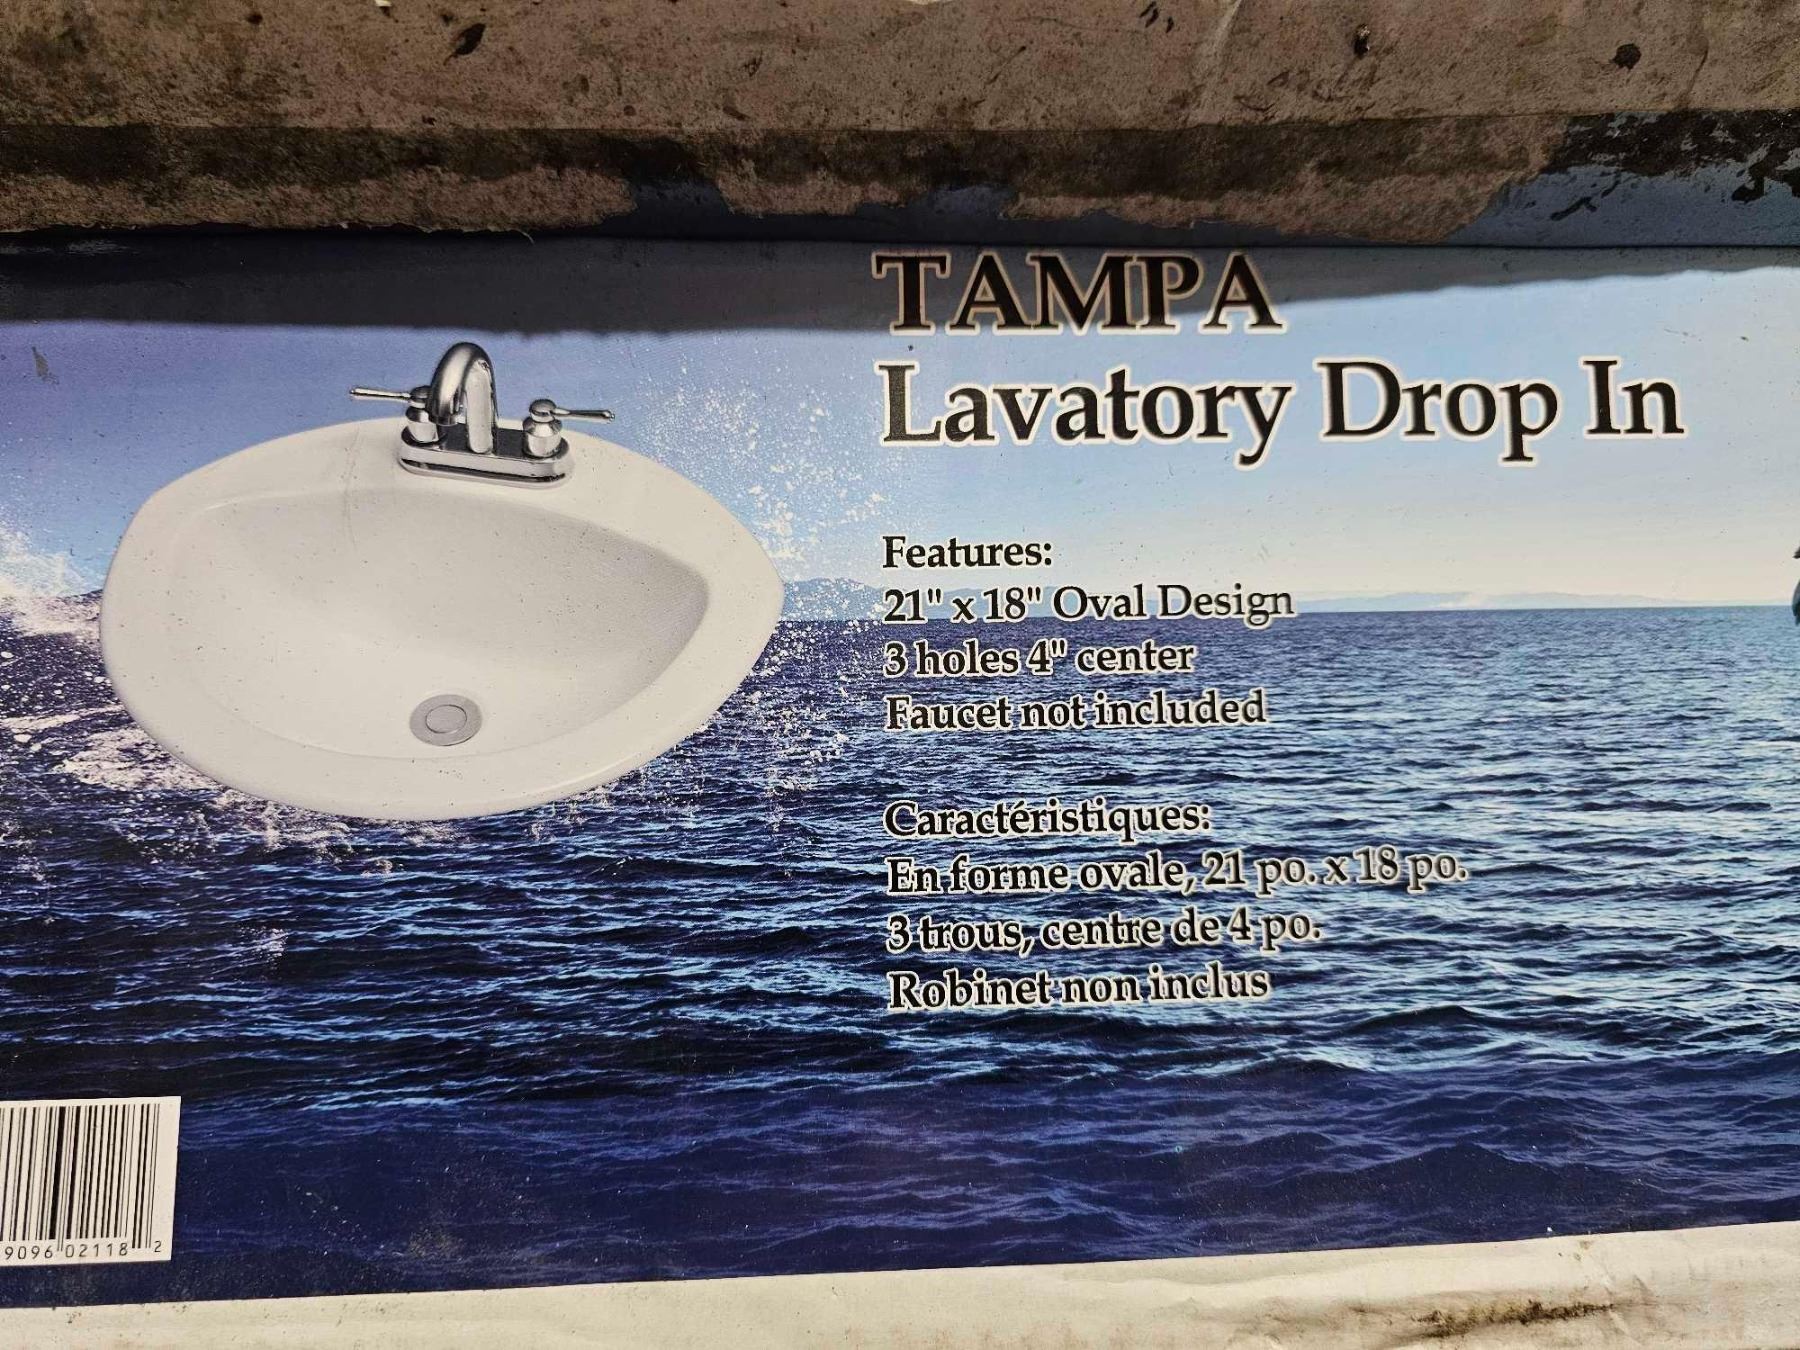 TAMPA
Lavatory Drop In
Features:
21" x 18" Oval Design
3 holes 4" center
Faucet not included
Caractéristiques:
En forme ovale, 21 po. x 18 po.
3 trous, centre de 4 po.
Robinet non inclus
9096 02118 2